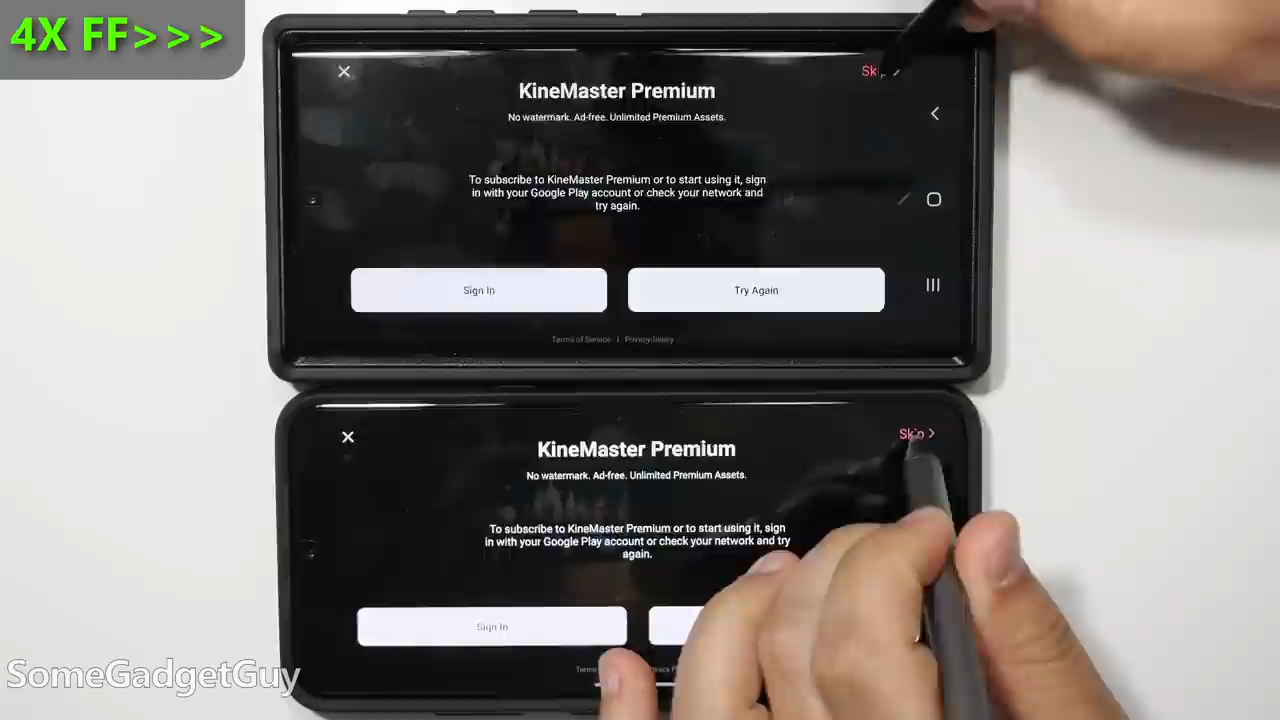 4X FF>>>
Skip
KineMaster Premium
No watermark. Ad-free. Unlimited Premium Assets.
To subscribe to KineMaster Premium or to start using it, sign
in with your Google Play account or check your network and
try again.
Sign In
Try Again
Terms of Service | Privacy Policy
Skip >
KineMaster Premium
No watermark. Ad-free. Unlimited Premium Assets.
To subscribe to KineMaster Premium or to start using it, sign
in with your Google Play account or check your network and try
again.
Sign In
Terms
SomeGadgetGuy